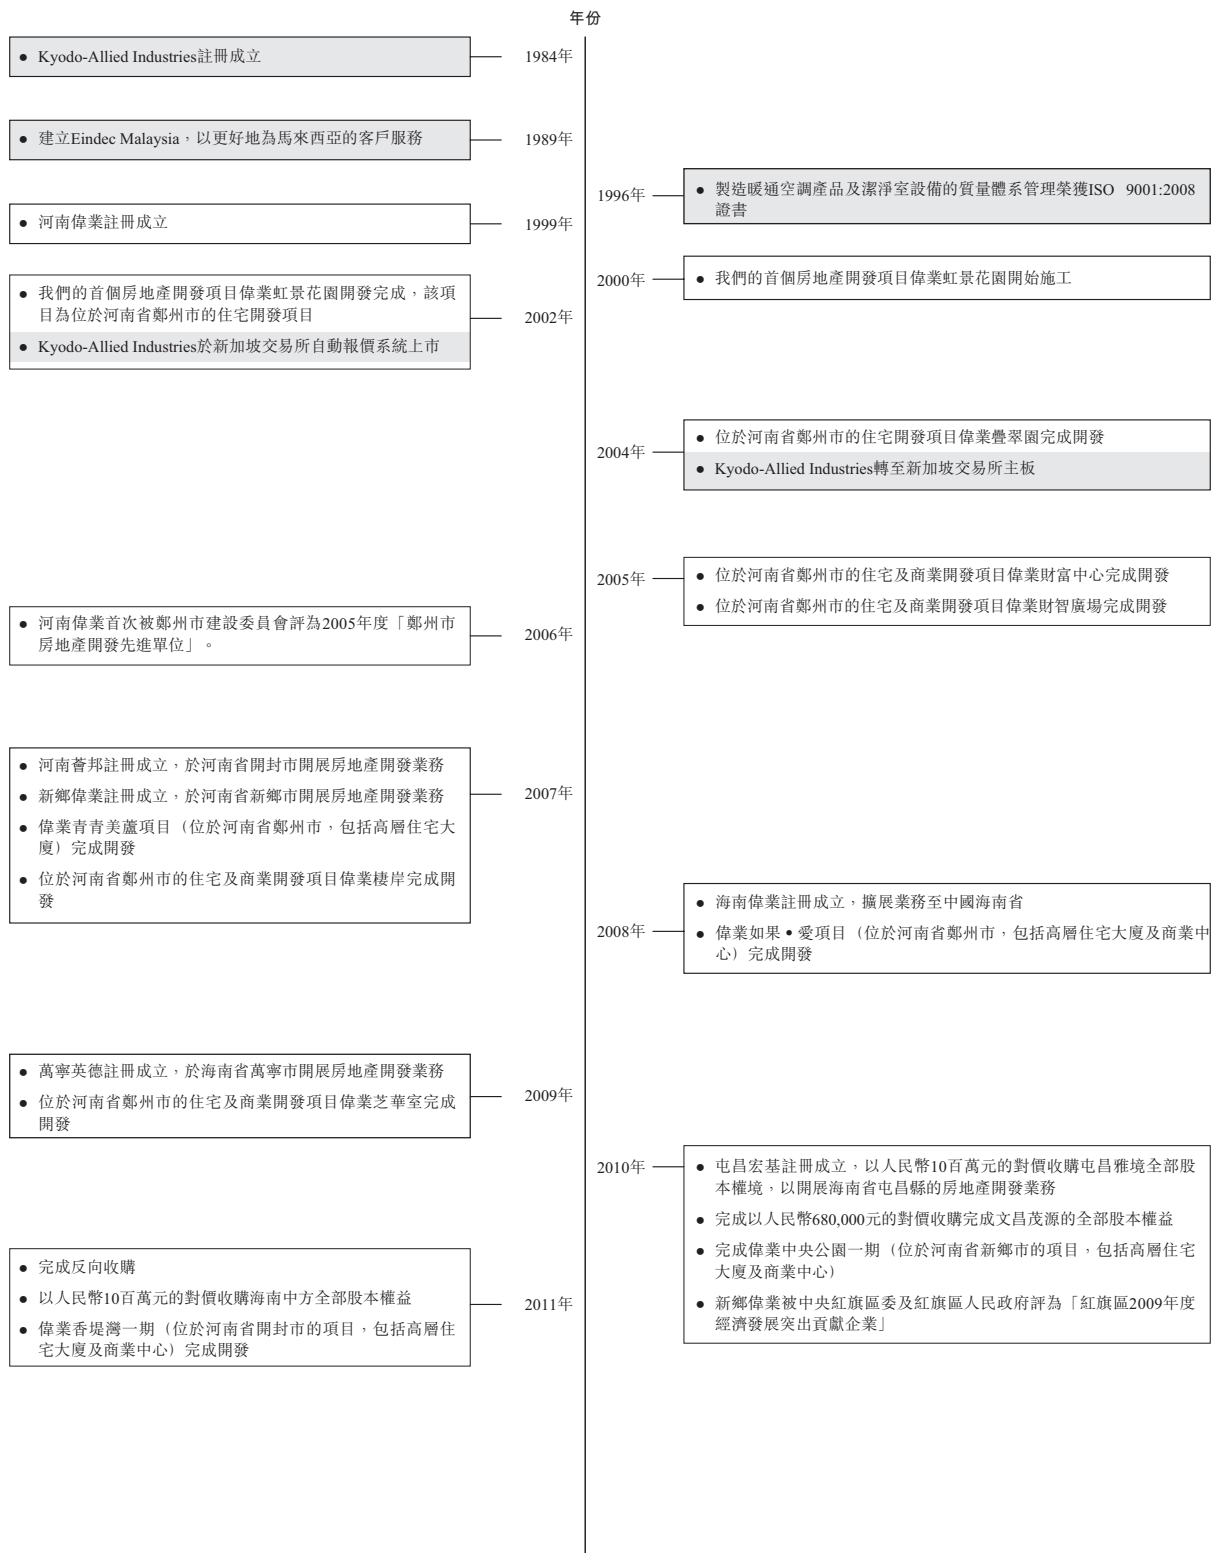 年份
● Kyodo-Allied Industries註冊成立
1984年
● 建立Eindec Malaysia，以更好地為馬來西亞的客戶服務
1989年
1996年
● 製造暖通空調產品及潔淨室設備的質量體系管理榮獲ISO 9001:2008
證書
● 河南偉業註冊成立
1999年
2000年
● 我們的首個房地產開發項目偉業虹景花園開始施工
● 我們的首個房地產開發項目偉業虹景花園開發完成，該項
目為位於河南省鄭州市的住宅開發項目
● Kyodo-Allied Industries於新加坡交易所自動報價系統上市
2002年
2004年
● 位於河南省鄭州市的住宅開發項目偉業疊翠園完成開發
● Kyodo-Allied Industries轉至新加坡交易所主板
2005年
● 位於河南省鄭州市的住宅及商業開發項目偉業財富中心完成開發
● 位於河南省鄭州市的住宅及商業開發項目偉業財智廣場完成開發
● 河南偉業首次被鄭州市建設委員會評為2005年度「鄭州市
房地產開發先進單位」。
2006年
● 河南薈邦註冊成立，於河南省開封市開展房地產開發業務
● 新鄉偉業註冊成立，於河南省新鄉市開展房地產開發業務
● 偉業青青美蘆項目（位於河南省鄭州市，包括高層住宅大
廈）完成開發
● 位於河南省鄭州市的住宅及商業開發項目偉業棲岸完成開
發
2007年
2008年
● 海南偉業註冊成立，擴展業務至中國海南省
● 偉業如果•愛項目（位於河南省鄭州市，包括高層住宅大廈及商業中
心）完成開發
● 萬寧英德註冊成立，於海南省萬寧市開展房地產開發業務
● 位於河南省鄭州市的住宅及商業開發項目偉業芝華室完成
開發
2009年
2010年
● 屯昌宏基註冊成立，以人民幣10百萬元的對價收購屯昌雅境全部股
本權境，以開展海南省屯昌縣的房地產開發業務
● 完成以人民幣680,000元的對價收購完成文昌茂源的全部股本權益
● 完成偉業中央公園一期（位於河南省新鄉市的項目，包括高層住宅
大廈及商業中心）
● 新鄉偉業被中央紅旗區委及紅旗區人民政府評為「紅旗區2009年度
經濟發展突出貢獻企業」
● 完成反向收購
● 以人民幣10百萬元的對價收購海南中方全部股本權益
● 偉業香堤灣一期（位於河南省開封市的項目，包括高層住
宅大廈及商業中心）完成開發
2011年